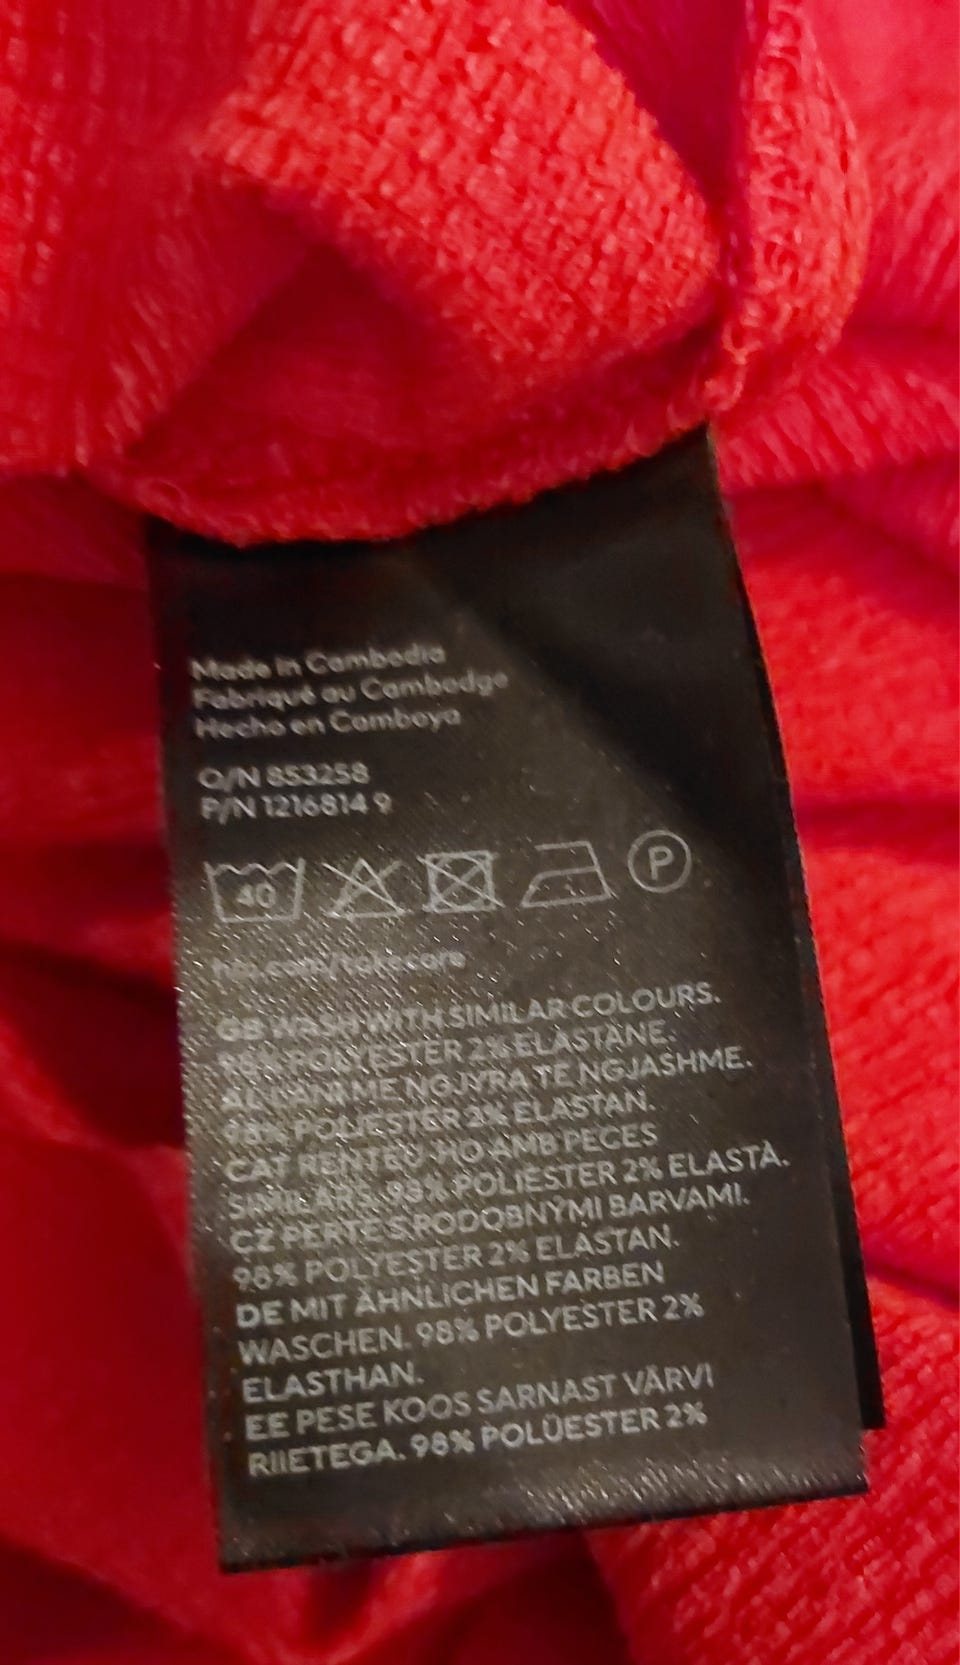 Made in Cambodia
Fabriqué au Cambodge
Hecho en Camboya
O/N 853258
P/N 1216814 9
40
P
hm.com/takecare
GB WASH WITH SIMILAR COLOURS.
98% POLYESTER 2% ELASTANE.
AL LANI ME NGJYRA TE NGJASHME.
98% POLIESTER 2% ELASTAN.
CAT RENTEU-HO AMB PECES
SIMILARS. 98% POLIÈSTER 2% ELASTÀ.
CZ PERTE S PODOBNÝMI BARVAMI.
98% POLYESTER 2% ELASTAN.
DE MIT ÄHNLICHEN FARBEN
WASCHEN. 98% POLYESTER 2%
ELASTHAN.
EE PESE KOOS SARNAST VÄRVI
RIIETEGA. 98% POLÜESTER 2%